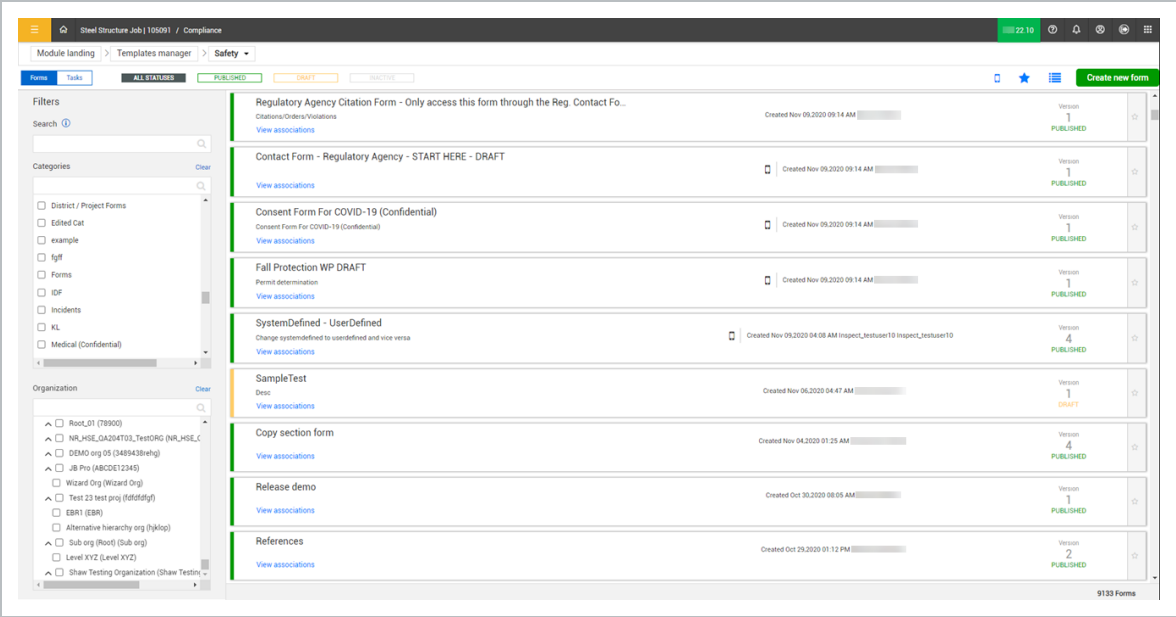 Steel Structure Job | 105091 / Compliance
22.10
Module landing > Templates manager > Safety
Forms Tasks ALL STATUSES PUBLISHED DRAFT INACTIVE
Create new form
Filters
Search
Categories Clear
District / Project Forms
Edited Cat
example
fgff
Forms
IDF
Incidents
KL
Medical (Confidential)
Organization Clear
Root_01 (78900)
NR_HSE_QA204T03_TestORG (NR_HSE_
DEMO org 05 (3489438rehg)
JB Pro (ABCDE12345)
Wizard Org (Wizard Org)
Test 23 test proj (fdfdfdfgf)
EBR1 (EBR)
Alternative hierarchy org (hjklop)
Sub org (Root) (Sub org)
Level XYZ (Level XYZ)
Shaw Testing Organization (Shaw Testing
Regulatory Agency Citation Form - Only access this form through the Reg. Contact Fo...
Citations/Orders/Violations
View associations
Created Nov 09,2020 09:14 AM
Version
1
PUBLISHED
Contact Form - Regulatory Agency - START HERE - DRAFT
View associations
Created Nov 09,2020 09:14 AM
Version
1
PUBLISHED
Consent Form For COVID-19 (Confidential)
Consent Form For COVID-19 (Confidential)
View associations
Created Nov 09,2020 09:14 AM
Version
1
PUBLISHED
Fall Protection WP DRAFT
Permit determination
View associations
Created Nov 09,2020 09:14 AM
Version
1
PUBLISHED
SystemDefined - UserDefined
Change systemdefined to userdefined and vice versa
View associations
Created Nov 09,2020 04:08 AM Inspect_testuser10 Inspect_testuser10
Version
4
PUBLISHED
SampleTest
Desc
View associations
Created Nov 06,2020 04:47 AM
Version
1
DRAFT
Copy section form
View associations
Created Nov 04,2020 01:25 AM
Version
4
PUBLISHED
Release demo
View associations
Created Oct 30,2020 08:05 AM
Version
1
PUBLISHED
References
View associations
Created Oct 29,2020 01:12 PM
Version
2
PUBLISHED
9133 Forms